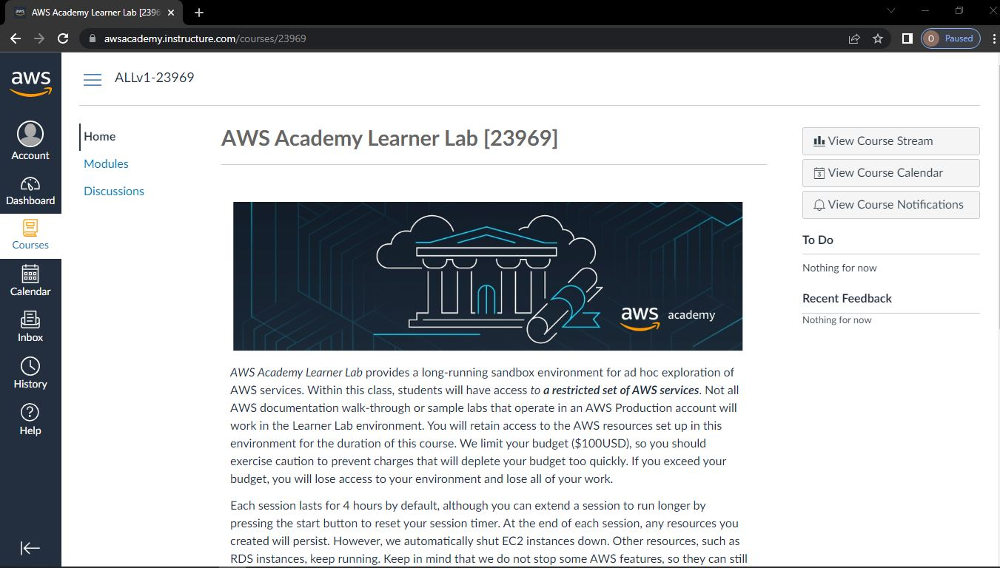 aws AWS Academy Learner Lab [2396
awsacademy.instructure.com/courses/23969
O Paused
aws
Account
Dashboard
Courses
Calendar
Inbox
History
Help
ALLv1-23969
Home
Modules
Discussions
AWS Academy Learner Lab [23969]
aws academy
AWS Academy Learner Lab provides a long-running sandbox environment for ad hoc exploration of
AWS services. Within this class, students will have access to a restricted set of AWS services. Not all
AWS documentation walk-through or sample labs that operate in an AWS Production account will
work in the Learner Lab environment. You will retain access to the AWS resources set up in this
environment for the duration of this course. We limit your budget ($100USD), so you should
exercise caution to prevent charges that will deplete your budget too quickly. If you exceed your
budget, you will lose access to your environment and lose all of your work.
Each session lasts for 4 hours by default, although you can extend a session to run longer by
pressing the start button to reset your session timer. At the end of each session, any resources you
created will persist. However, we automatically shut EC2 instances down. Other resources, such as
RDS instances, keep running. Keep in mind that we do not stop some AWS features, so they can still
View Course Stream
3 View Course Calendar
View Course Notifications
To Do
Nothing for now
Recent Feedback
Nothing for now